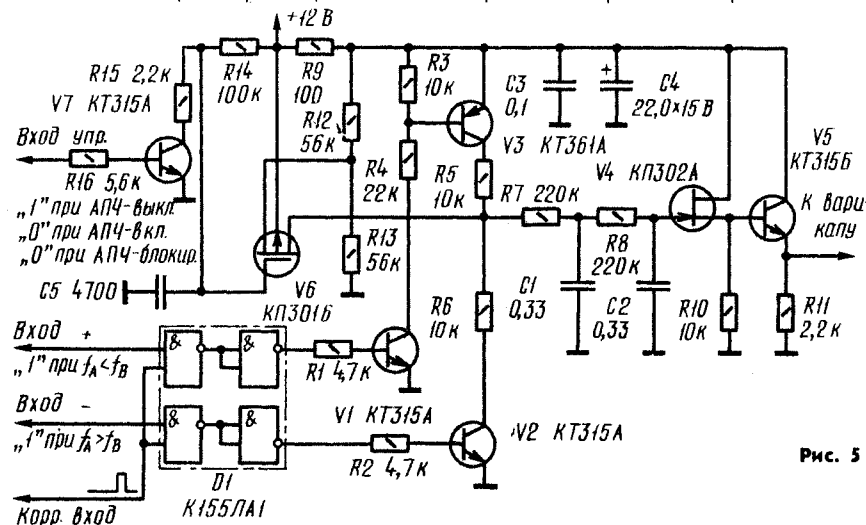 +12 В
R15 2,2к
V7 КТ315А
Вход упр.
R16 5,6к
„1" при АПЧ-выкл.
„0" при АПЧ-вкл.
„0" при АПЧ-блокир.
C5 4700
R14
100к
R9
100
R12
56к
R13
56к
V6
КП301Б
R3
10к
R4
22к
V3 КТ361А
R5
10к
C3
0,1
+
C4
22,0×15 В
V4
КП302А
V5
КТ315Б
К вари-
капу
R7 220к
R8
220к
C1
0,33
C2
0,33
R10
10к
R11
2,2к
R6
10к
Вход +
„1" при fА<fВ
Вход −
„1" при fА>fВ
Корр. вход
&
&
&
&
D1
К155ЛА1
R1 4,7к
V1 КТ315А
R2 4,7к
V2 КТ315А
Рис. 5